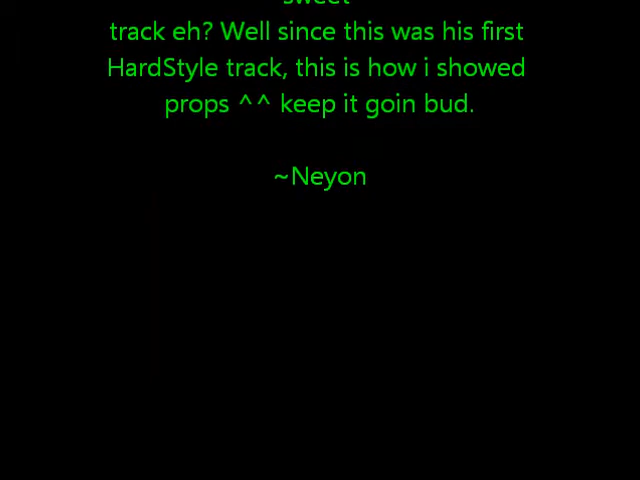 sweet
track eh? Well since this was his first
HardStyle track, this is how i showed
props ^^ keep it goin bud.
~Neyon